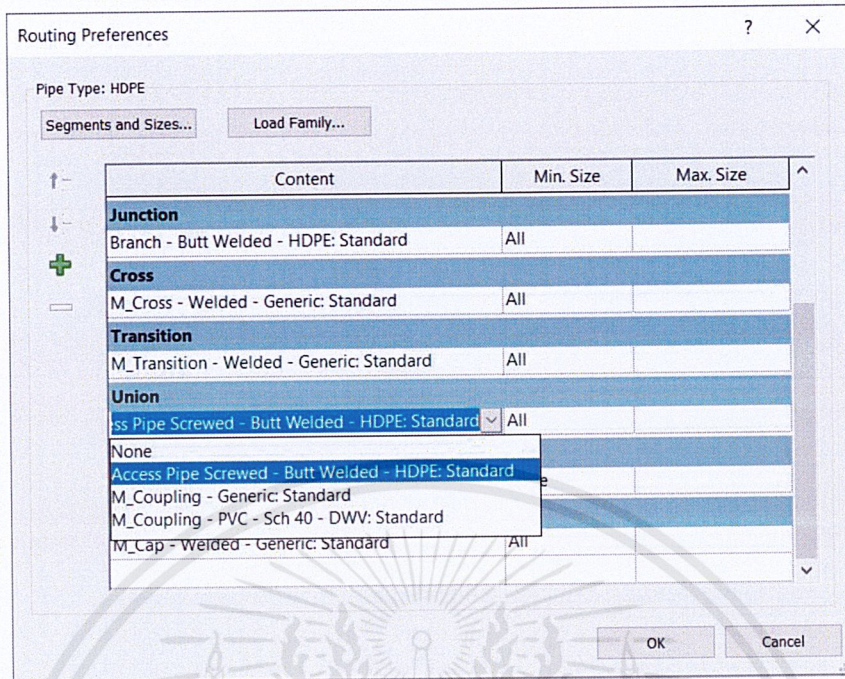 Routing Preferences ? ×
Pipe Type: HDPE
Segments and Sizes... Load Family...
Content Min. Size Max. Size
Junction
Branch - Butt Welded - HDPE: Standard All
Cross
M_Cross - Welded - Generic: Standard All
Transition
M_Transition - Welded - Generic: Standard All
Union
ss Pipe Screwed - Butt Welded - HDPE: Standard All
None
Access Pipe Screwed - Butt Welded - HDPE: Standard
M_Coupling - Generic: Standard
M_Coupling - PVC - Sch 40 - DWV: Standard
M_Cap - Welded - Generic: Standard All
OK Cancel